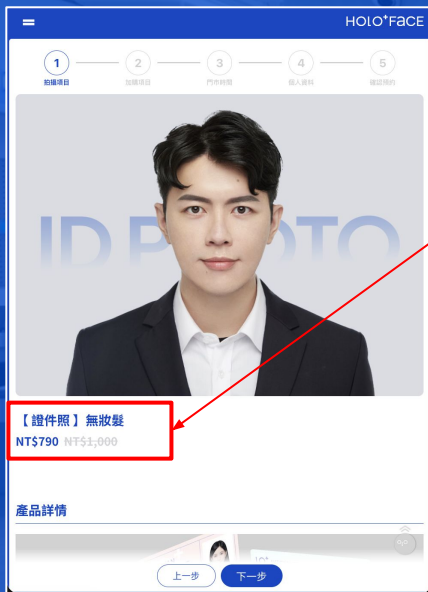 HOLO+FACE
1 2 3 4 5
拍攝項目 加購項目 門市時間 個人資料 確認預約
ID PHOTO
【 證件照 】無妝髮
NT$790 NT$1,000
產品詳情
上一步 下一步